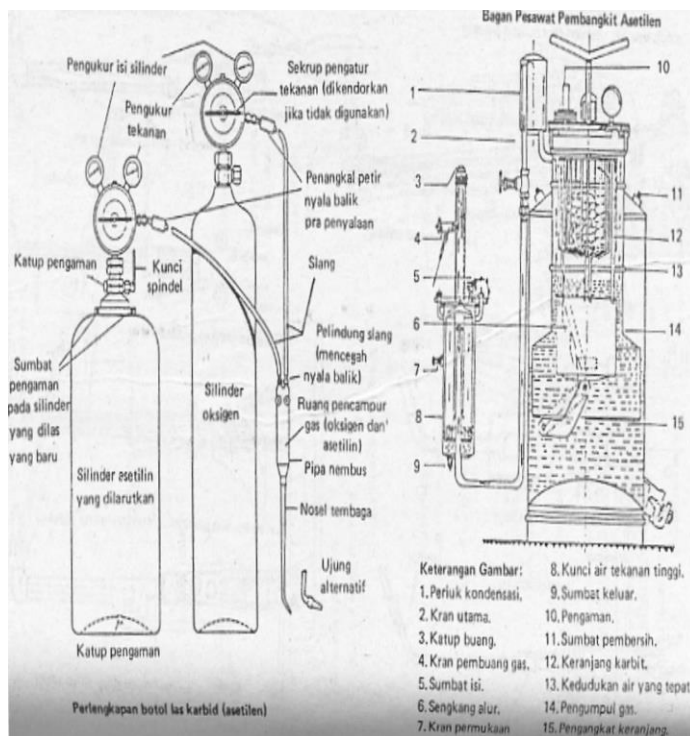 Pengukur isi silinder
Pengukur
tekanan
Sekrup pengatur
tekanan (dikendorkan
jika tidak digunakan)
Penangkal petir
nyala balik
pra penyalaan
Katup pengaman
Kunci
spindel
Slang
Pelindung slang
(mencegah
nyala balik)
Sumbat
pengaman
pada silinder
yang dilas
yang baru
Silinder
oksigen
Ruang pencampur
gas (oksigen dan
asetilin)
Pipa nembus
Silinder asetilin
yang dilarutkan
Nosel tembaga
Ujung
alternatif
Katup pengaman
Perlengkapan botol las karbid (asetilen)
Bagan Pesawat Pembangkit Asetilen
1
2
3
4
5
6
7
8
9
10
11
12
13
14
15
Keterangan Gambar:
1. Periuk kondensasi,
2. Kran utama.
3. Katup buang.
4. Kran pembuang gas.
5. Sumbat isi.
6. Sengkang alur.
7. Kran permukaan
8. Kunci air tekanan tinggi.
9. Sumbat keluar.
10. Pengaman.
11. Sumbat pembersih.
12. Keranjang karbit.
13. Kedudukan air yang tepat
14. Pengumpul gas.
15. Pengangkat keranjang.